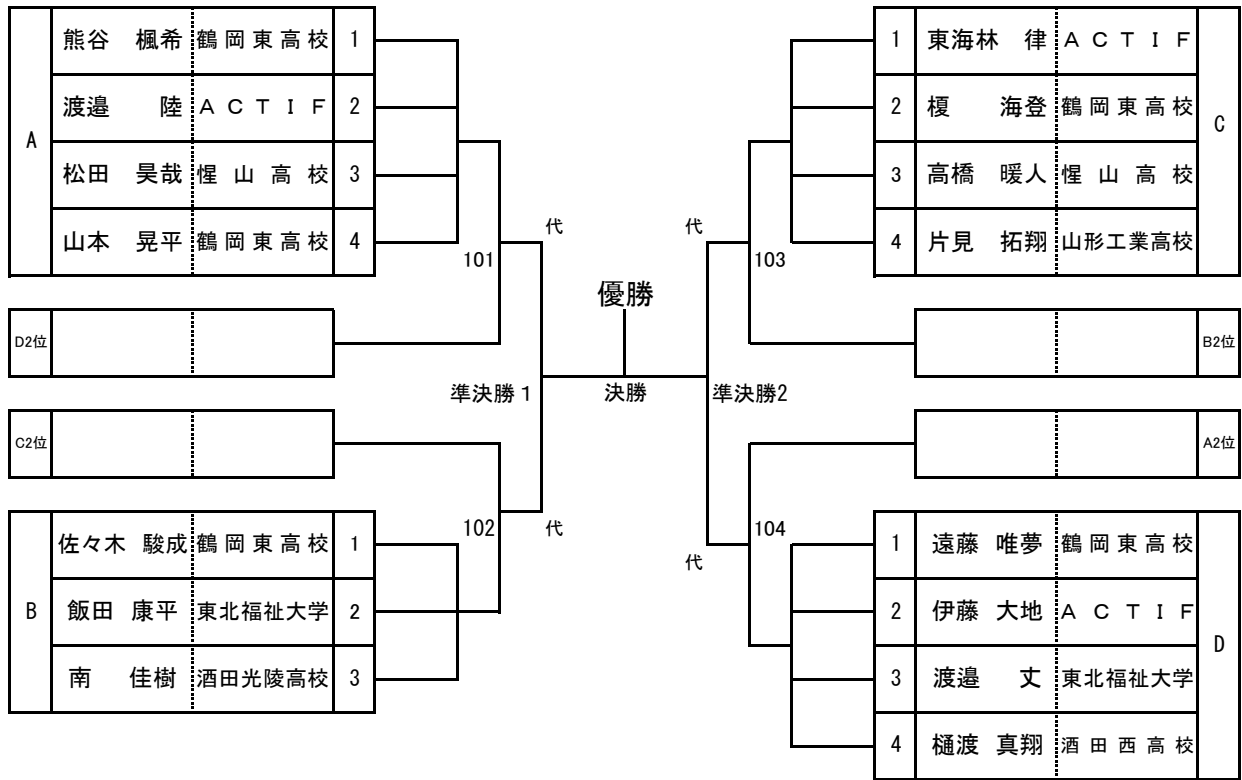 A
熊谷 楓希 鶴岡東高校 1
渡邉 陸 ＡＣＴＩＦ 2
松田 昊哉 惺山高校 3
山本 晃平 鶴岡東高校 4
D2位
C2位
B
佐々木 駿成 鶴岡東高校 1
飯田 康平 東北福祉大学 2
南 佳樹 酒田光陵高校 3
101
代
準決勝１
102
代
優勝
決勝
代
103
準決勝2
代
104
C
1 東海林 律 ＡＣＴＩＦ
2 榎 海登 鶴岡東高校
3 高橋 暖人 惺山高校
4 片見 拓翔 山形工業高校
B2位
A2位
D
1 遠藤 唯夢 鶴岡東高校
2 伊藤 大地 ＡＣＴＩＦ
3 渡邉 丈 東北福祉大学
4 樋渡 真翔 酒田西高校